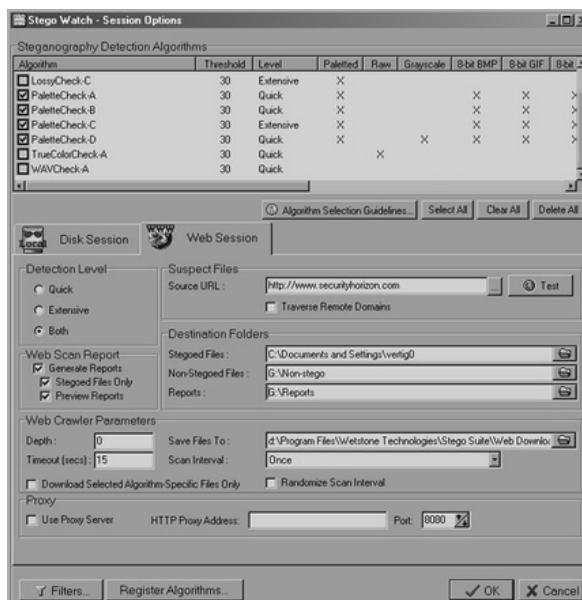 Stego Watch - Session Options
Steganography Detection Algorithms
Algorithm Threshold Level Paletted Raw Grayscale 8-bit BMP 8-bit GIF 8-bit
LossyCheck-C 30 Extensive X
PaletteCheck-A 30 Quick X X X X
PaletteCheck-B 30 Quick X X X X
PaletteCheck-C 30 Extensive X X X X
PaletteCheck-D 30 Quick X X X X X
TrueColorCheck-A 30 Quick X
WAVCheck-A 30 Quick
Algorithm Selection Guidelines... Select All Clear All Delete All
Local Disk Session WWW Web Session
Detection Level
Quick
Extensive
Both
Suspect Files
Source URL : http://www.securityhorizon.com ... Test
Traverse Remote Domains
Destination Folders
Stegoed Files : C:\Documents and Settings\vertig0
Non-Stegoed Files : G:\Non-stego
Reports : G:\Reports
Web Scan Report
Generate Reports
Stegoed Files Only
Preview Reports
Web Crawler Parameters
Depth : 0 Save Files To : d:\Program Files\Wetstone Technologies\Stego Suite\Web Downloa
Timeout (secs) : 15 Scan Interval : Once
Download Selected Algorithm-Specific Files Only Randomize Scan Interval
Proxy
Use Proxy Server HTTP Proxy Address: Port: 8080
Filters... Register Algorithms... OK Cancel